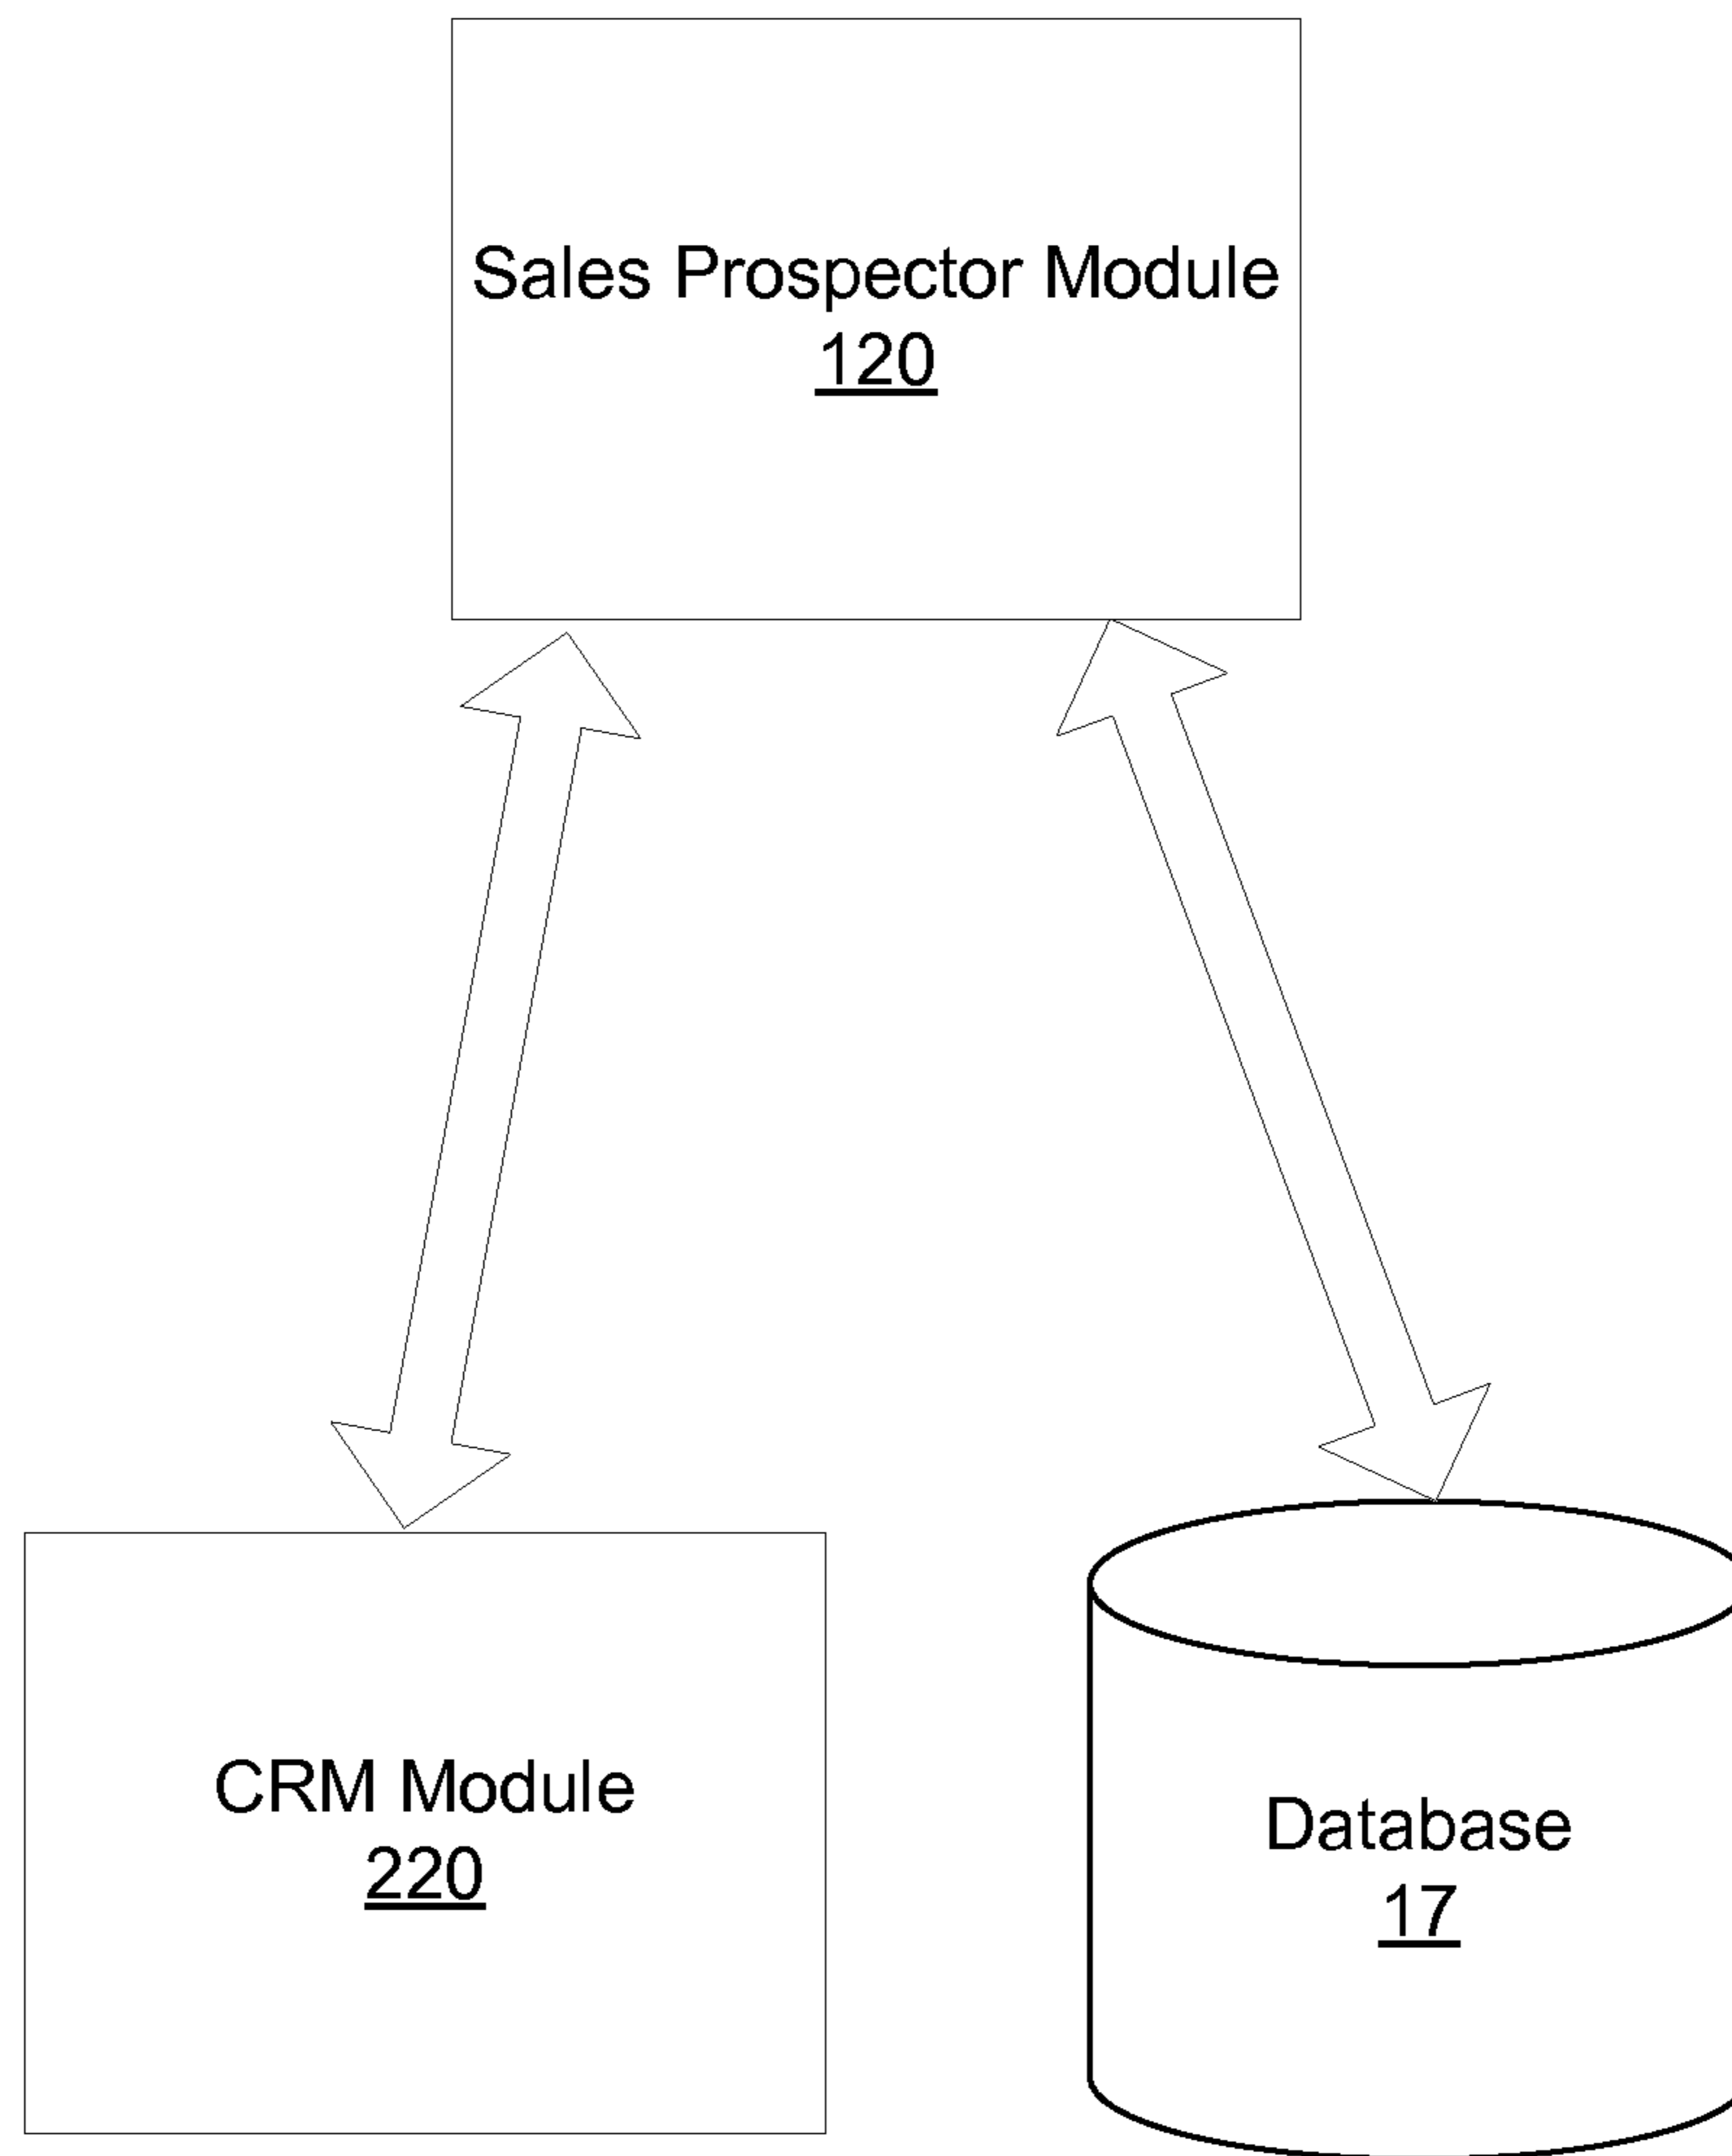 Sales Prospector Module
120
CRM Module
220
Database
17